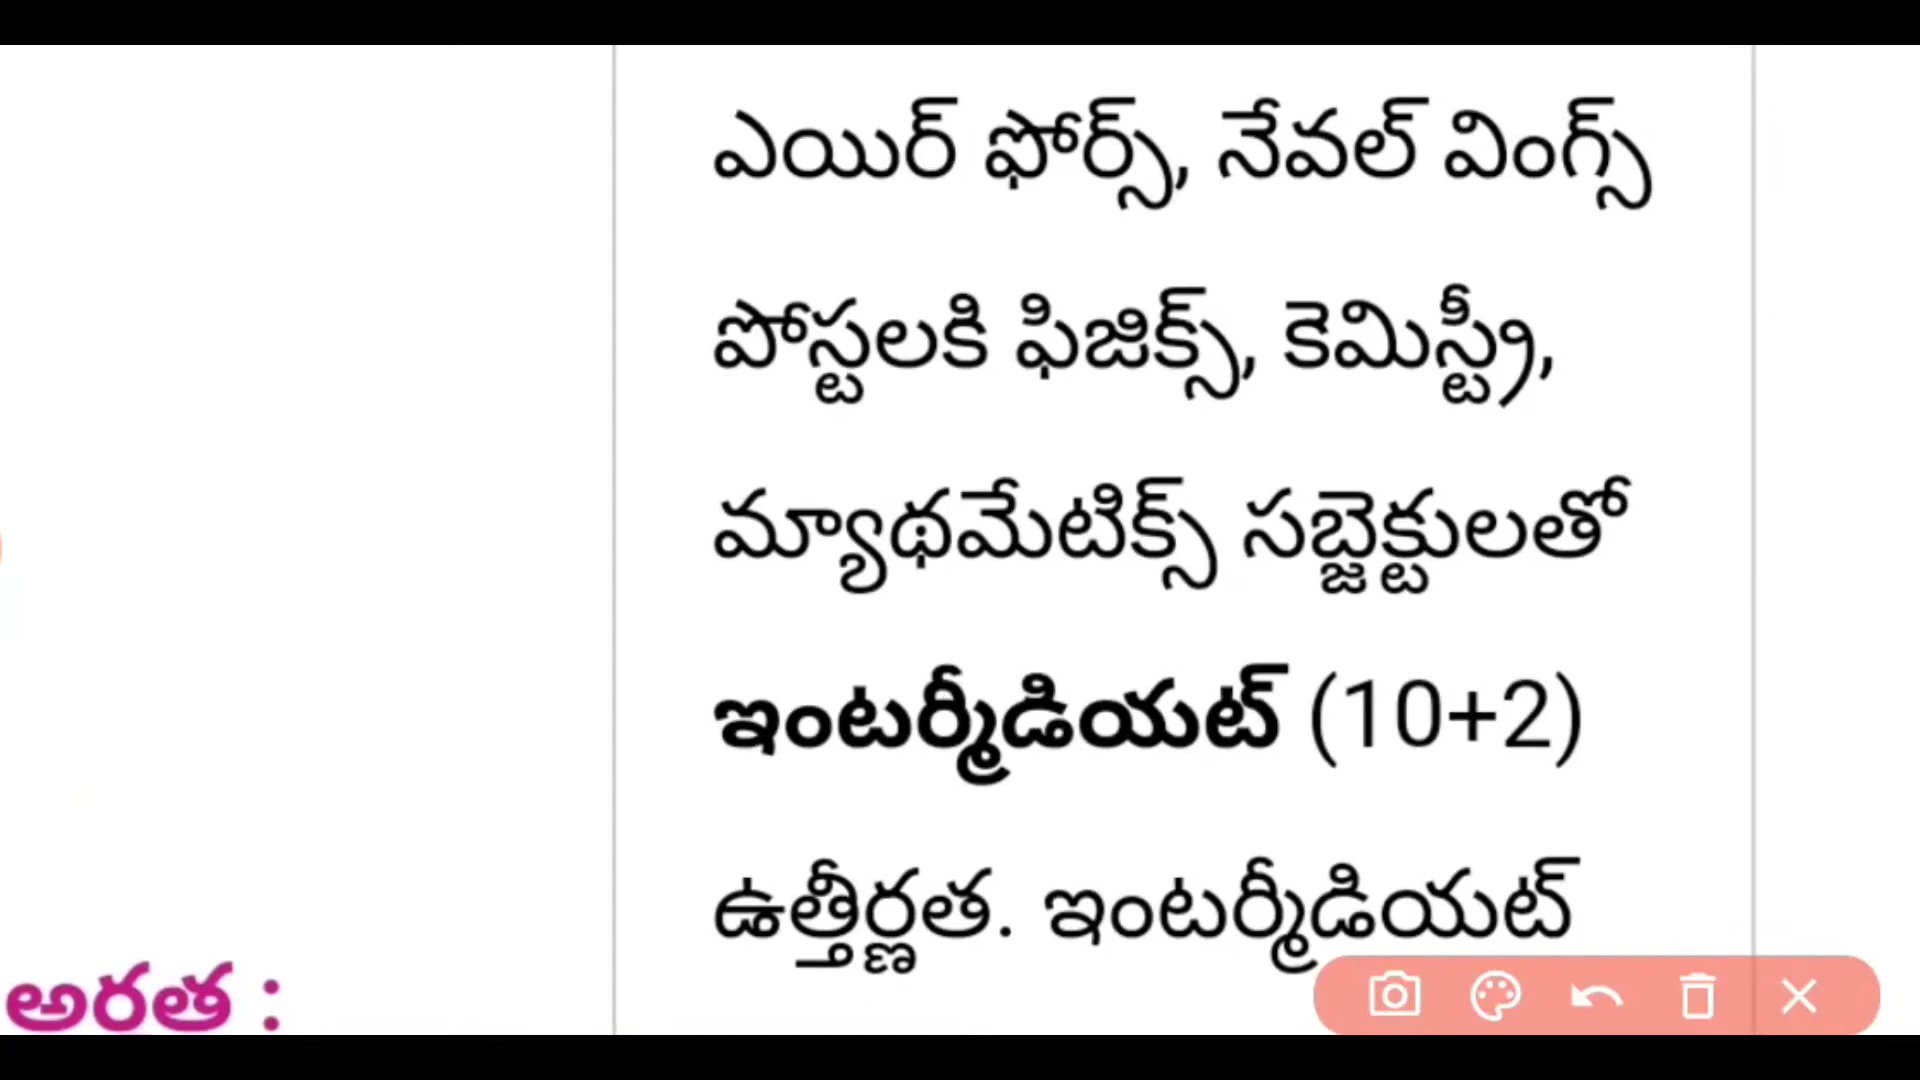 ఎయిర్ ఫోర్స్, నేవల్ వింగ్స్
పోస్టలకి ఫిజిక్స్, కెమిస్ట్రీ,
మ్యాథమేటిక్స్ సబ్జెక్టులతో
ఇంటర్మీడియట్ (10+2)
ఉత్తీర్ణత. ఇంటర్మీడియట్
అరత :